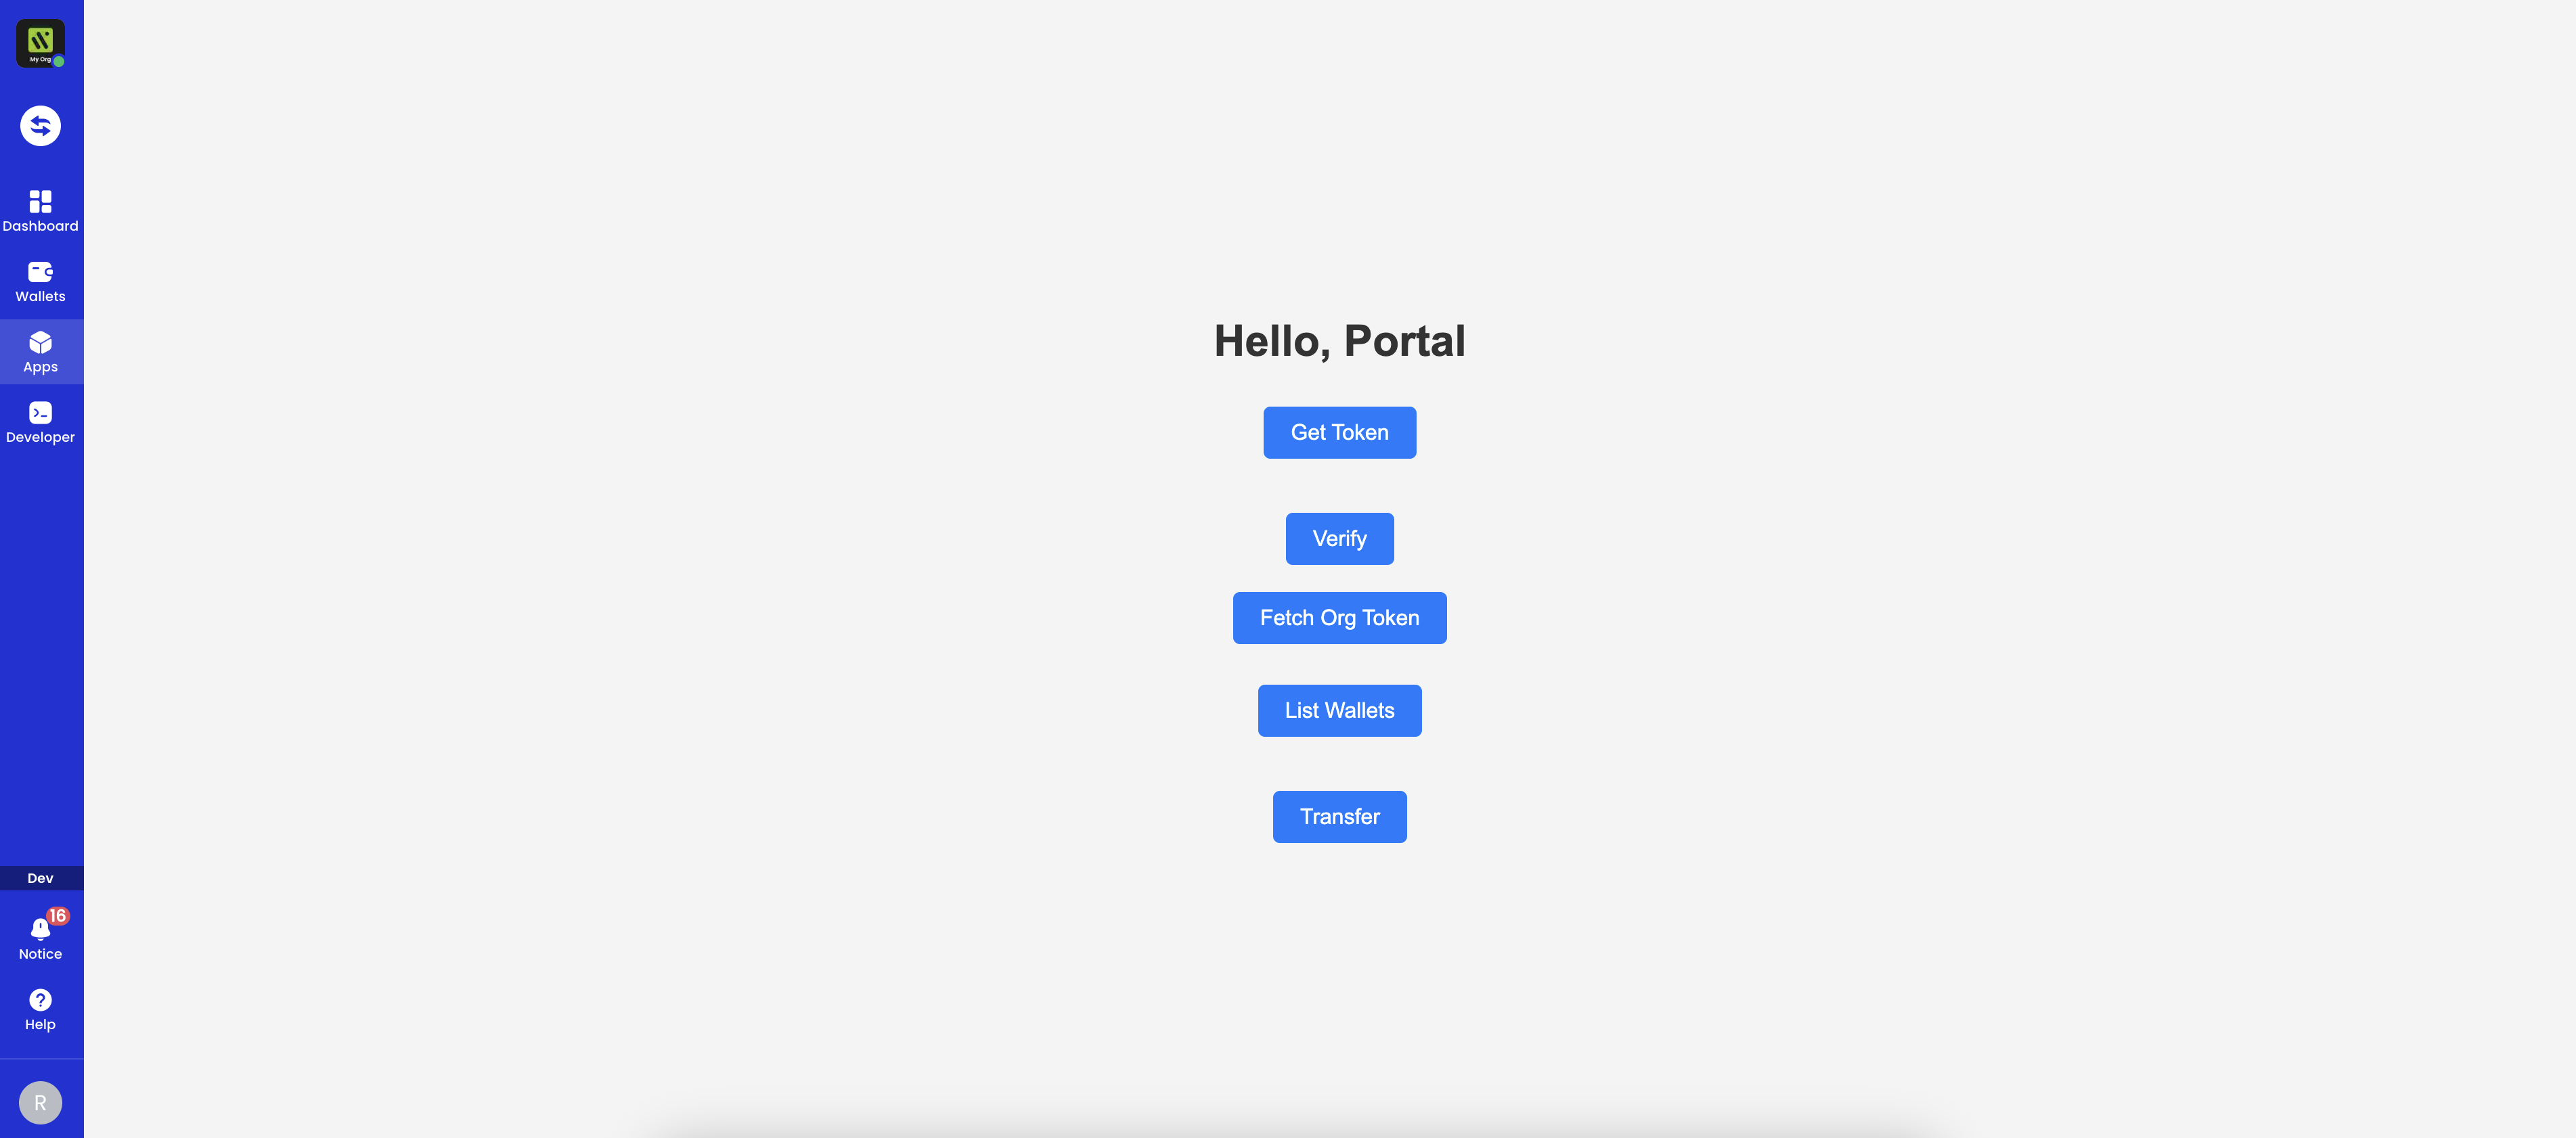 My Org
Dashboard
Wallets
Apps
Developer
Dev
16
Notice
Help
R
Hello, Portal
Get Token
Verify
Fetch Org Token
List Wallets
Transfer